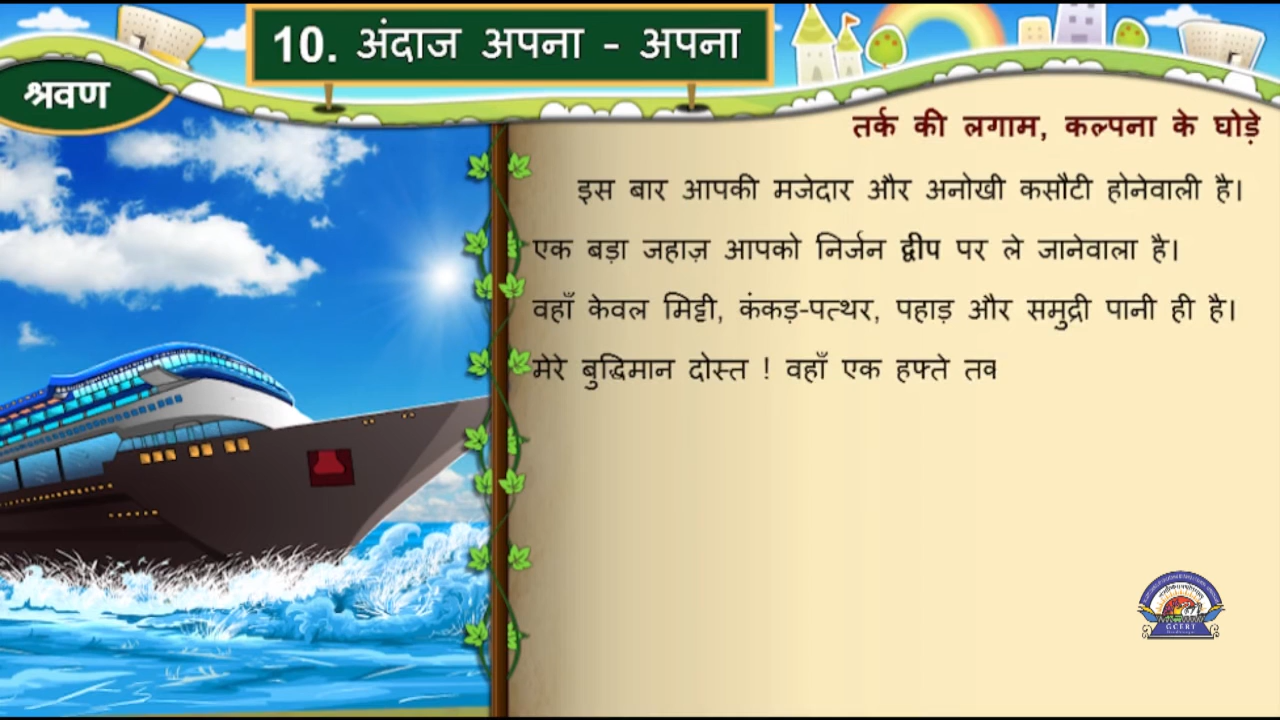 10. अंदाज अपना - अपना
श्रवण
तर्क की लगाम, कल्पना के घोड़े
इस बार आपकी मजेदार और अनोखी कसौटी होनेवाली है।
एक बड़ा जहाज़ आपको निर्जन द्वीप पर ले जानेवाला है।
वहाँ केवल मिट्टी, कंकड़-पत्थर, पहाड़ और समुद्री पानी ही है।
मेरे बुद्धिमान दोस्त ! वहाँ एक हफ्ते
GCERT